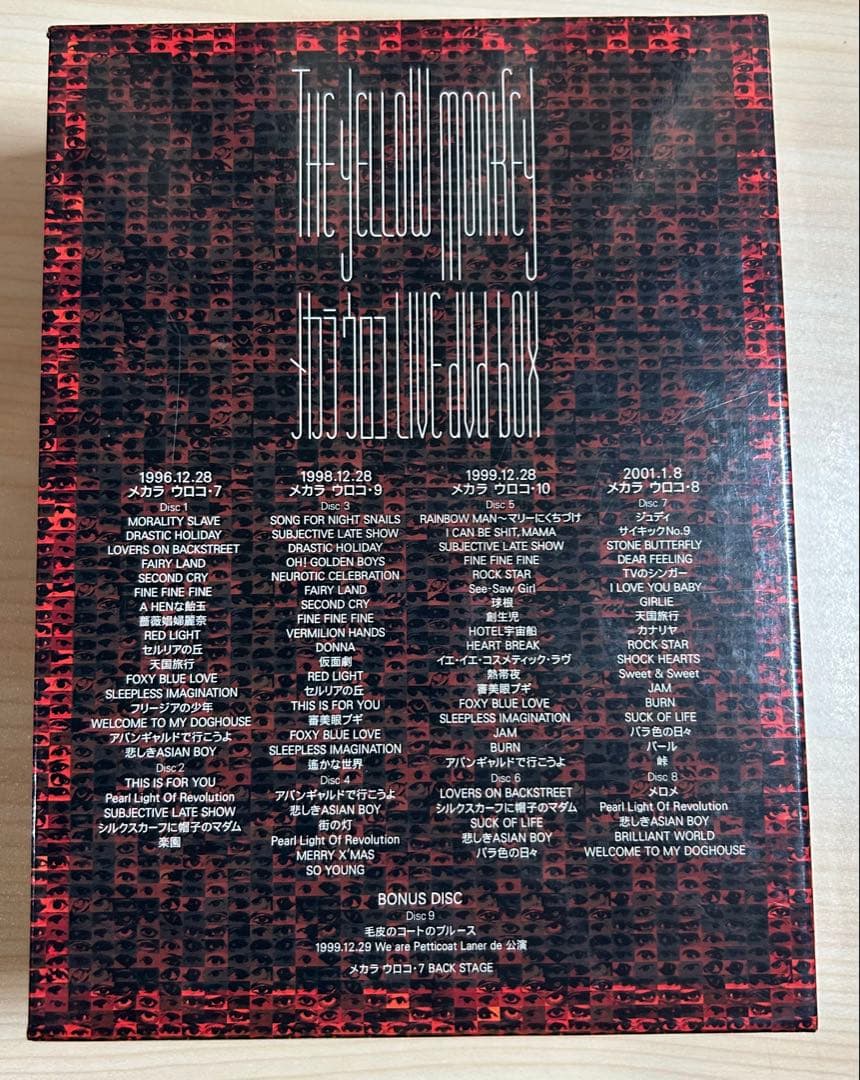 THE YELLOW MONKEY
メカラ ウロコ LIVE dvd bOX
1996.12.28
メカラ ウロコ・7
Disc 1
MORALITY SLAVE
DRASTIC HOLIDAY
LOVERS ON BACKSTREET
FAIRY LAND
SECOND CRY
FINE FINE FINE
A HENな飴玉
薔薇娼婦麗奈
RED LIGHT
セルリアの丘
天国旅行
FOXY BLUE LOVE
SLEEPLESS IMAGINATION
フリージアの少年
WELCOME TO MY DOGHOUSE
アバンギャルドで行こうよ
悲しきASIAN BOY
Disc 2
THIS IS FOR YOU
Pearl Light Of Revolution
SUBJECTIVE LATE SHOW
シルクスカーフに帽子のマダム
楽園
1998.12.28
メカラ ウロコ・9
Disc 3
SONG FOR NIGHT SNAILS
SUBJECTIVE LATE SHOW
DRASTIC HOLIDAY
OH! GOLDEN BOYS
NEUROTIC CELEBRATION
FAIRY LAND
SECOND CRY
FINE FINE FINE
VERMILION HANDS
DONNA
仮面劇
RED LIGHT
セルリアの丘
THIS IS FOR YOU
審美眼ブギ
FOXY BLUE LOVE
SLEEPLESS IMAGINATION
遙かな世界
Disc 4
アバンギャルドで行こうよ
悲しきASIAN BOY
街の灯
Pearl Light Of Revolution
MERRY X'MAS
SO YOUNG
1999.12.28
メカラ ウロコ・10
Disc 5
RAINBOW MAN～マリーにくちづけ
I CAN BE SHIT, MAMA
SUBJECTIVE LATE SHOW
FINE FINE FINE
ROCK STAR
See-Saw Girl
球根
創生児
HOTEL宇宙船
HEART BREAK
イエ・イエ・コスメティック・ラヴ
熱帯夜
審美眼ブギ
FOXY BLUE LOVE
SLEEPLESS IMAGINATION
JAM
BURN
アバンギャルドで行こうよ
Disc 6
LOVERS ON BACKSTREET
シルクスカーフに帽子のマダム
SUCK OF LIFE
悲しきASIAN BOY
バラ色の日々
2001.1.8
メカラ ウロコ・8
Disc 7
ジュディ
サイキックNo.9
STONE BUTTERFLY
DEAR FEELING
TVのシンガー
I LOVE YOU BABY
GIRLIE
天国旅行
カナリヤ
ROCK STAR
SHOCK HEARTS
Sweet & Sweet
JAM
BURN
SUCK OF LIFE
バラ色の日々
パール
峠
Disc 8
メロメ
Pearl Light Of Revolution
悲しきASIAN BOY
BRILLIANT WORLD
WELCOME TO MY DOGHOUSE
BONUS DISC
Disc 9
毛皮のコートのブルース
1999.12.29 We are Petticoat Laner de 公演
メカラ ウロコ・7 BACK STAGE